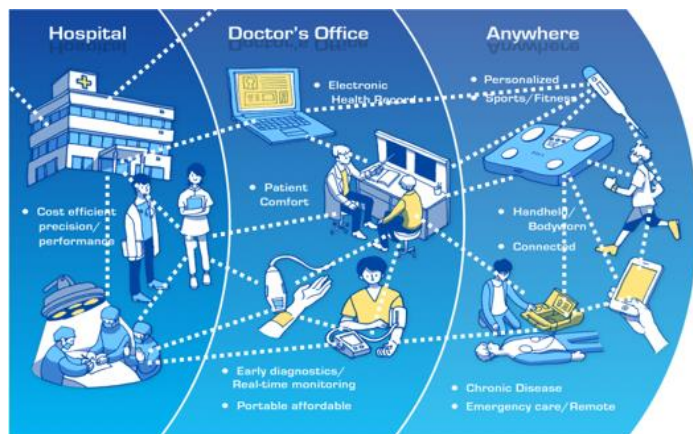 Hospital
Doctor's Office
Anywhere
• Cost efficient
precision/
performance
• Electronic
Health Record
• Patient
Comfort
• Early diagnostics/
Real-time monitoring
• Portable affordable
• Personalized
• Sports/Fitness
• Handheld/
Bodyworn
• Connected
• Chronic Disease
• Emergency care/Remote